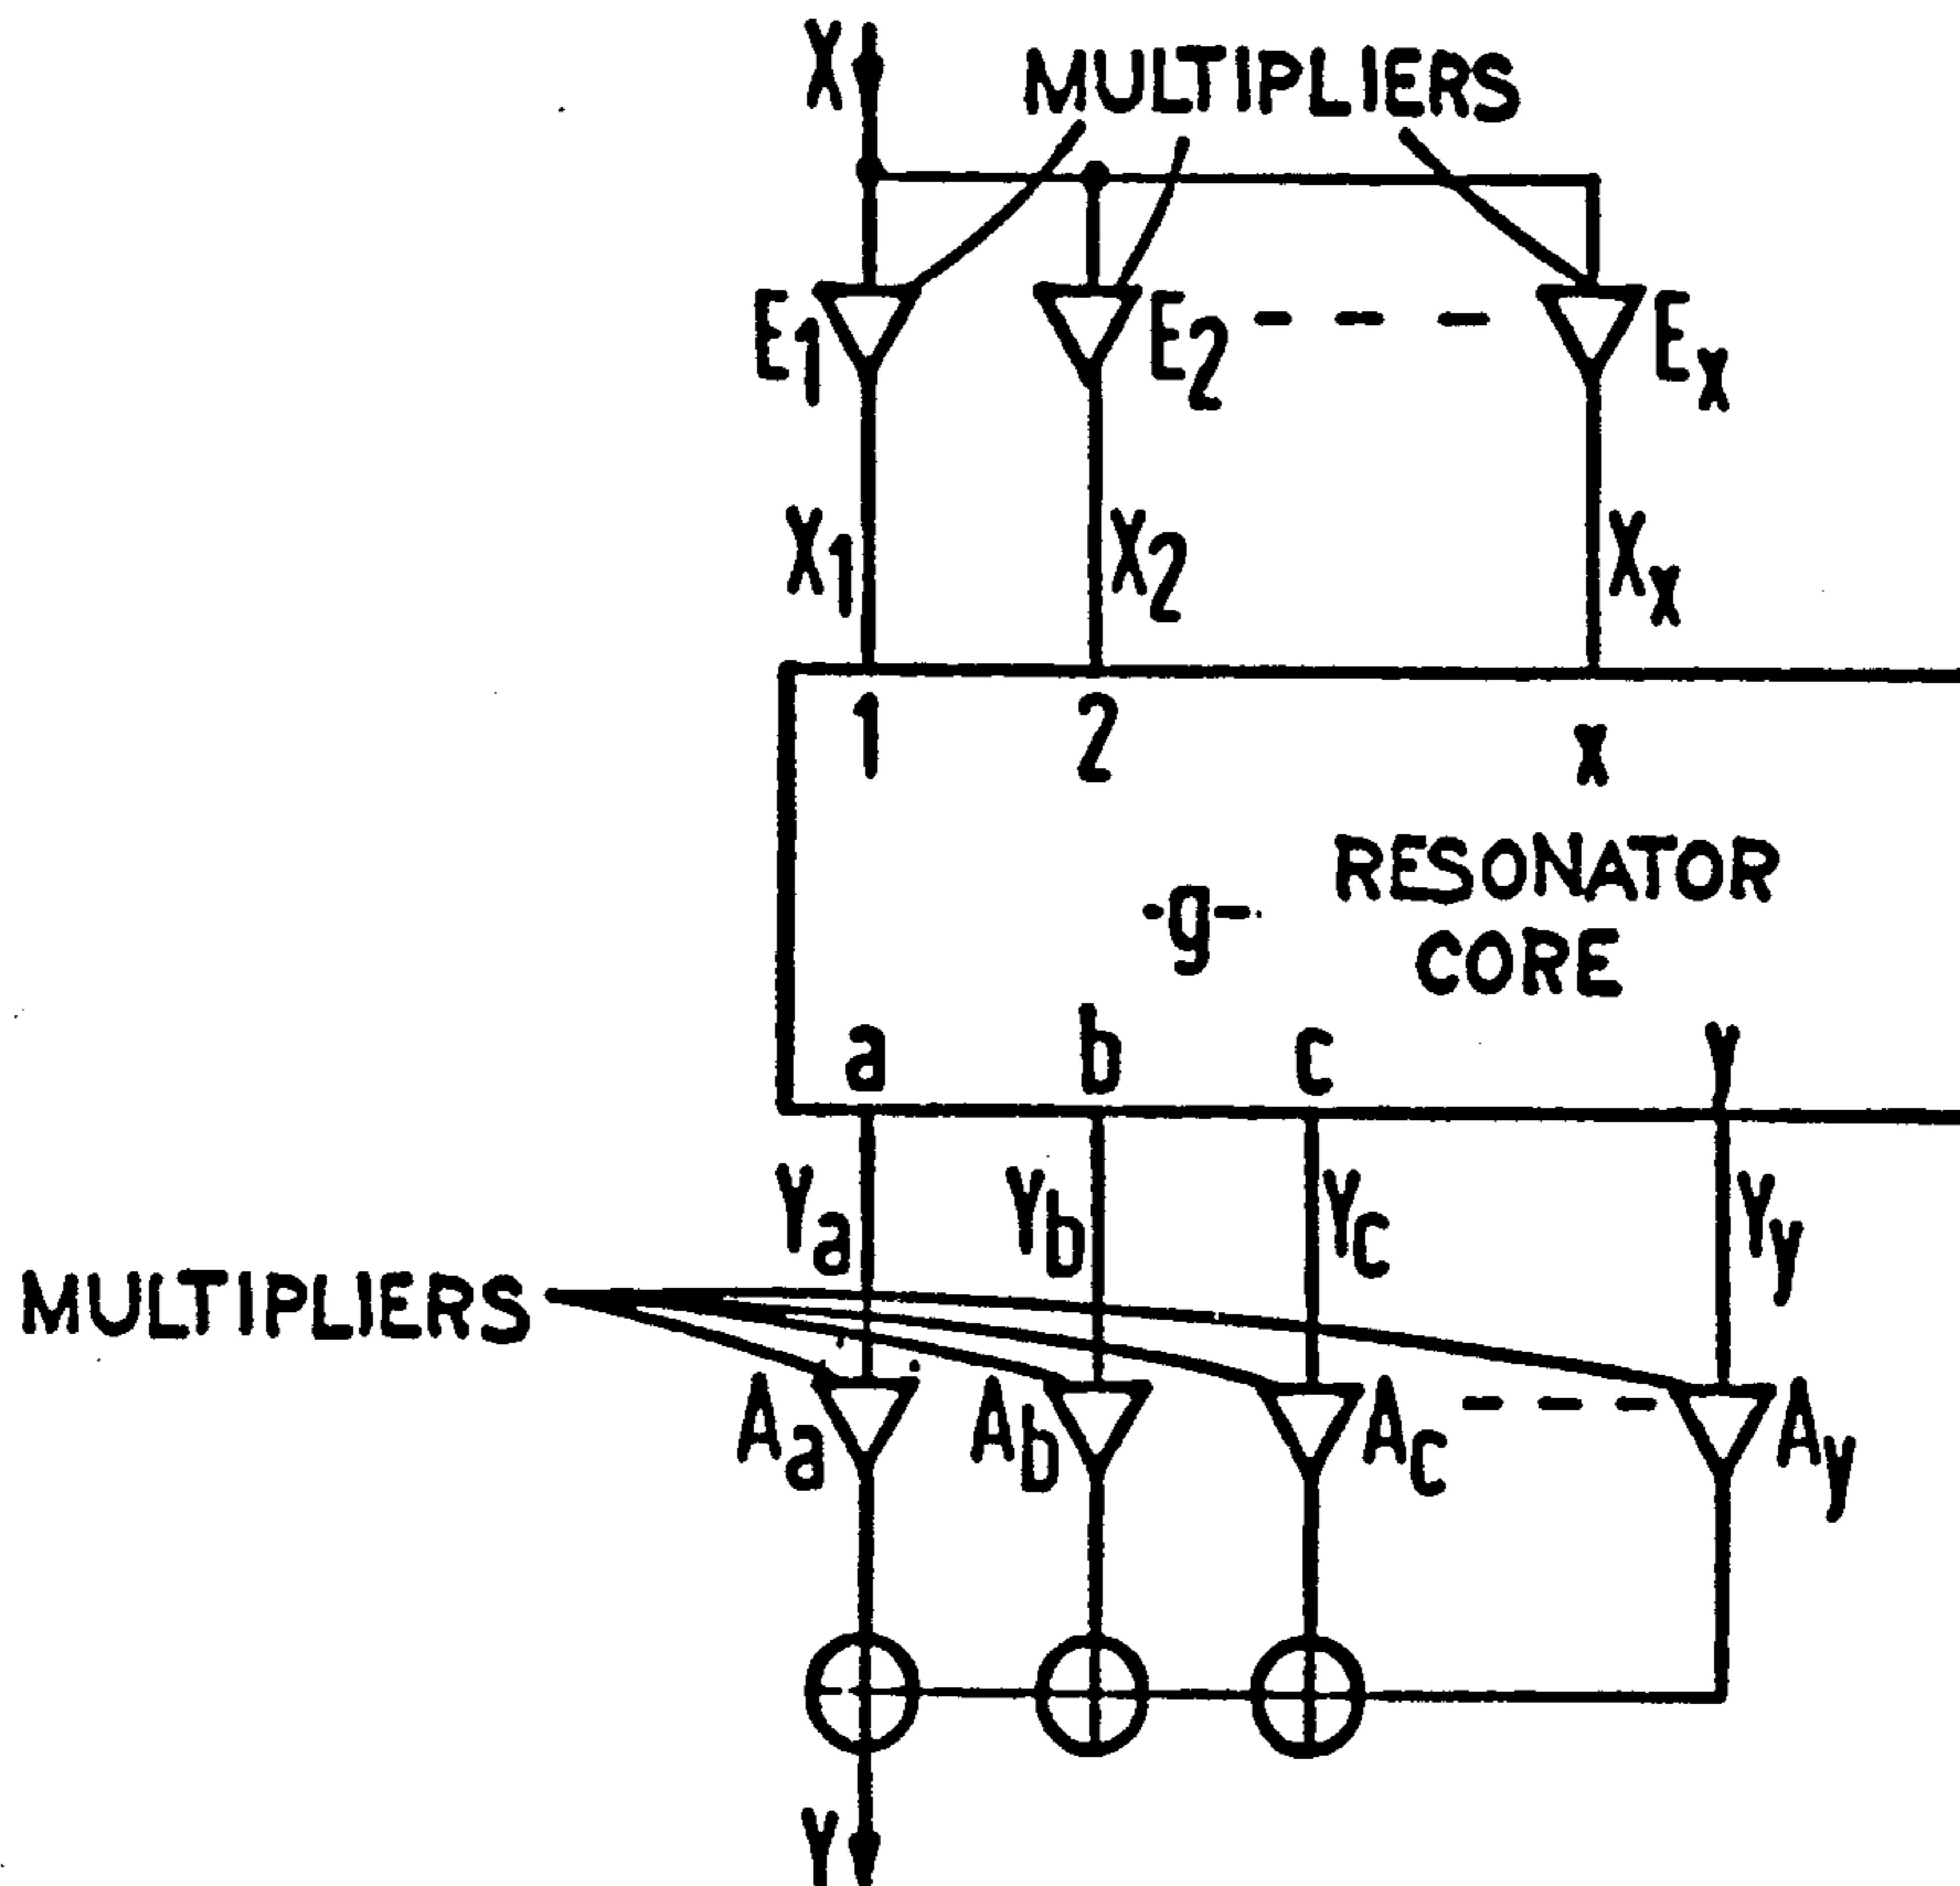 X MULTIPLIERS
E1 E2 Ex
X1 X2 Xx
1 2 x
RESONATOR
-g-
CORE
a b c Y
Ya Yb Yc Yy
MULTIPLIERS
Aa Ab Ac Ay
Y